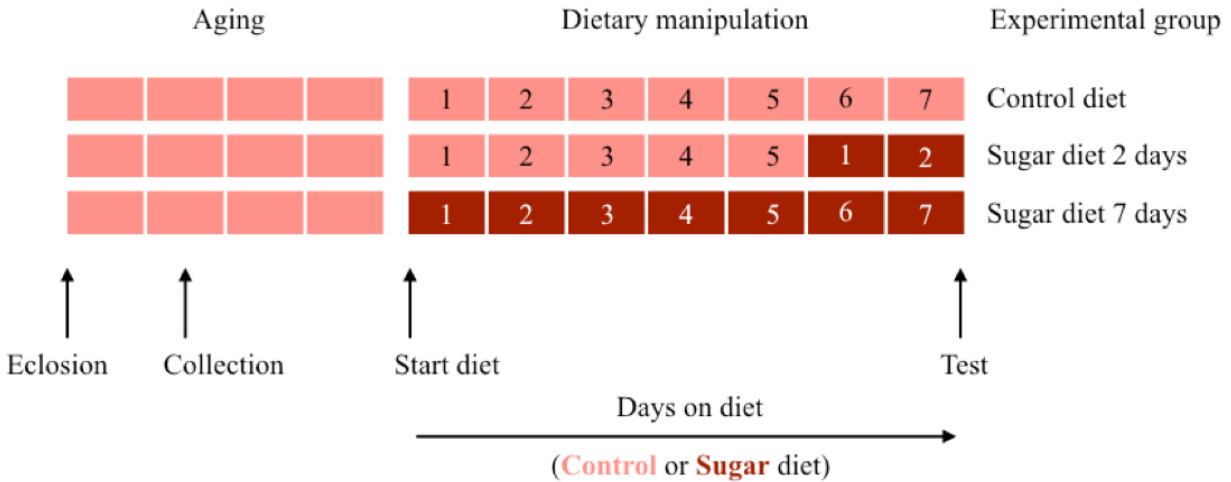 Aging Dietary manipulation Experimental group
1 2 3 4 5 6 7 Control diet
1 2 3 4 5 1 2 Sugar diet 2 days
1 2 3 4 5 6 7 Sugar diet 7 days
Eclosion Collection Start diet Test
Days on diet
(Control or Sugar diet)